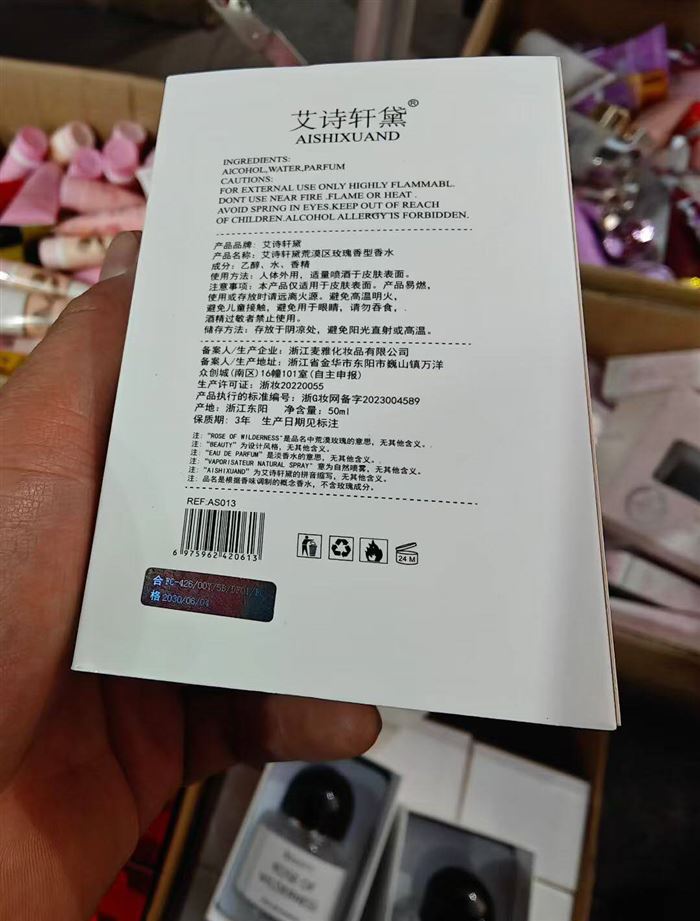 艾诗轩黛®
AISHIXUAND
INGREDIENTS:
AICOHOL,WATER,PARFUM
CAUTIONS:
FOR EXTERNAL USE ONLY HIGHLY FLAMMABL.
DONT USE NEAR FIRE .FLAME OR HEAT .
AVOID SPRING IN EYES.KEEP OUT OF REACH
OF CHILDREN.ALCOHOL ALLERGY IS FORBIDDEN.
产品品牌: 艾诗轩黛
产品名称: 艾诗轩黛荒漠区玫瑰香型香水
成分: 乙醇、水、香精
使用方法: 人体外用, 适量喷洒于皮肤表面。
注意事项: 本产品仅适用于皮肤表面。产品易燃,
使用或存放时请远离火源。避免高温明火,
避免儿童接触, 避免用于眼睛, 请勿吞食,.
酒精过敏者禁止使用。
储存方法: 存放于阴凉处, 避免阳光直射或高温。
备案人/生产企业: 浙江麦雅化妆品有限公司
备案人/生产地址: 浙江省金华市东阳市巍山镇万洋
众创城(南区)16幢101室(自主申报)
生产许可证: 浙妆20220055
产品执行的标准编号: 浙G妆网备字2023004589
产地: 浙江东阳 净含量: 50ml
保质期: 3年 生产日期见标注
注: "ROSE OF WILDERNESS"是品名中荒漠玫瑰的意思, 无其他含义。
注: "BEAUTY" 为设计风格, 无其他含义。
注: "EAU DE PARFUM" 是淡香水的意思, 无其他含义。
注: "VAPORISATEUR NATURAL SPRAY" 意为自然喷雾, 无其他含义。
注: "AISHIXUAND" 为艾诗轩黛的拼音缩写, 无其他含义。
注: 品名是根据香味调制的概念香水, 不含玫瑰成分。
REF:AS013
6 975962 420613
24 M
合
格 2030/06/04
Beauty
ROSE OF
WILDERNESS